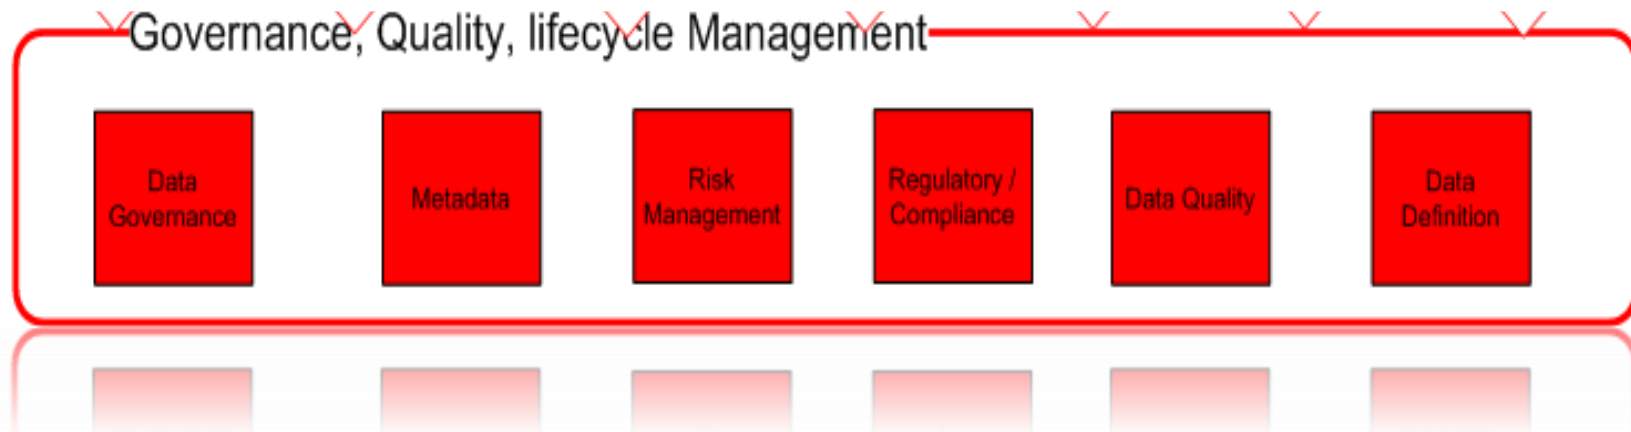 Governance, Quality, lifecycle Management
Data
Governance
Metadata
Risk
Management
Regulatory /
Compliance
Data Quality
Data
Definition